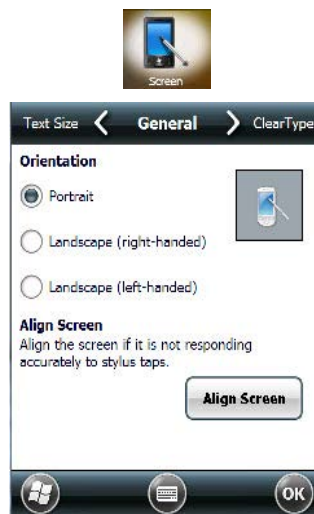 Screen
Text Size General ClearType
Orientation
Portrait
Landscape (right-handed)
Landscape (left-handed)
Align Screen
Align the screen if it is not responding
accurately to stylus taps.
Align Screen
OK